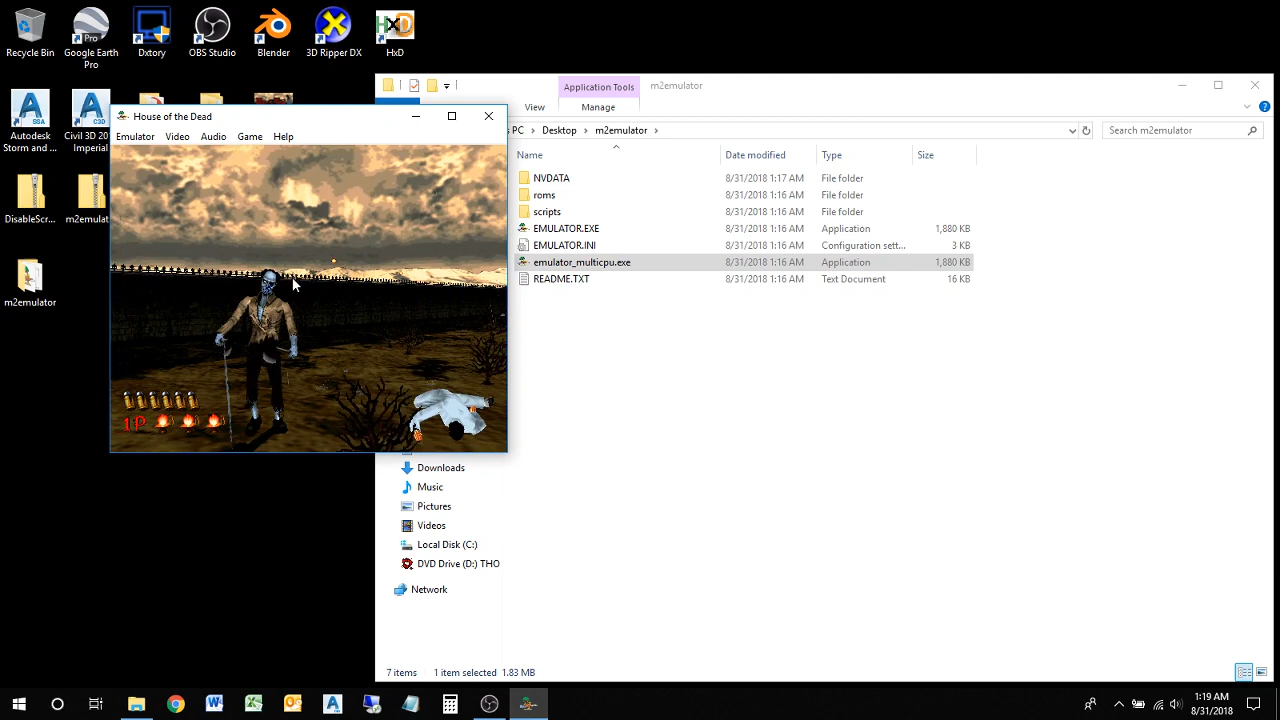 Recycle Bin
Google Earth Pro
Dxtory
OBS Studio
Blender
3D Ripper DX
HxD
Autodesk Storm and ...
Civil 3D 20
Imperial
DisableScr...
m2emulat
m2emulator
House of the Dead
Emulator Video Audio Game Help
1P
Application Tools
m2emulator
View
Manage
PC
Desktop
m2emulator
Search m2emulator
Name Date modified Type Size
NVDATA 8/31/2018 1:17 AM File folder
roms 8/31/2018 1:16 AM File folder
scripts 8/31/2018 1:16 AM File folder
EMULATOR.EXE 8/31/2018 1:16 AM Application 1,880 KB
EMULATOR.INI 8/31/2018 1:16 AM Configuration sett... 3 KB
emulator_multicpu.exe 8/31/2018 1:16 AM Application 1,880 KB
README.TXT 8/31/2018 1:16 AM Text Document 16 KB
Downloads
Music
Pictures
Videos
Local Disk (C:)
DVD Drive (D:) THO
Network
7 items 1 item selected 1.83 MB
1:19 AM
8/31/2018